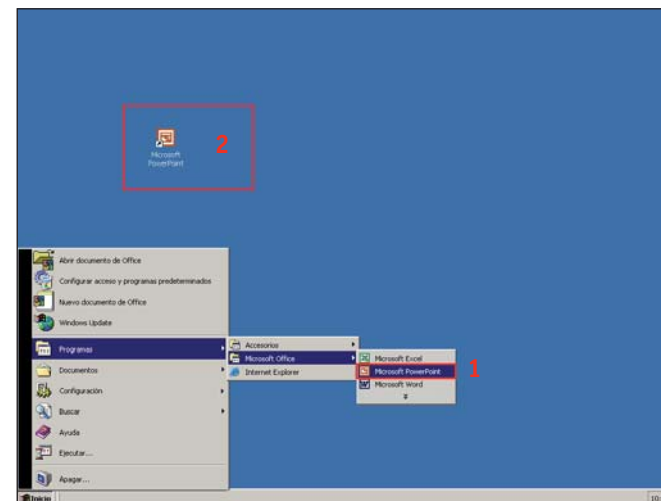 2
Microsoft
PowerPoint
Abrir documento de Office
Configurar acceso y programas predeterminados
Nuevo documento de Office
Windows Update
Programas
Accesorios
Microsoft Office
Microsoft Excel
Internet Explorer
Microsoft PowerPoint
1
Documentos
Microsoft Word
Configuración
Buscar
Ayuda
Ejecutar...
Apagar...
Inicio
10